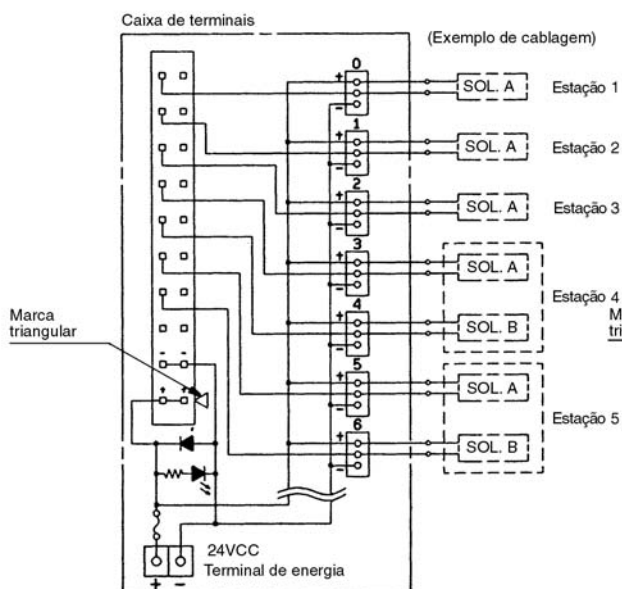 Caixa de terminais
(Exemplo de cablagem)
0
+
-
SOL. A
Estação 1
1
+
-
SOL. A
Estação 2
2
+
-
SOL. A
Estação 3
3
+
-
SOL. A
Estação 4
4
+
-
SOL. B
5
+
-
SOL. A
Estação 5
6
+
-
SOL. B
Marca
triangular
M
tri
- -
+ +
24VCC
Terminal de energia
+ -